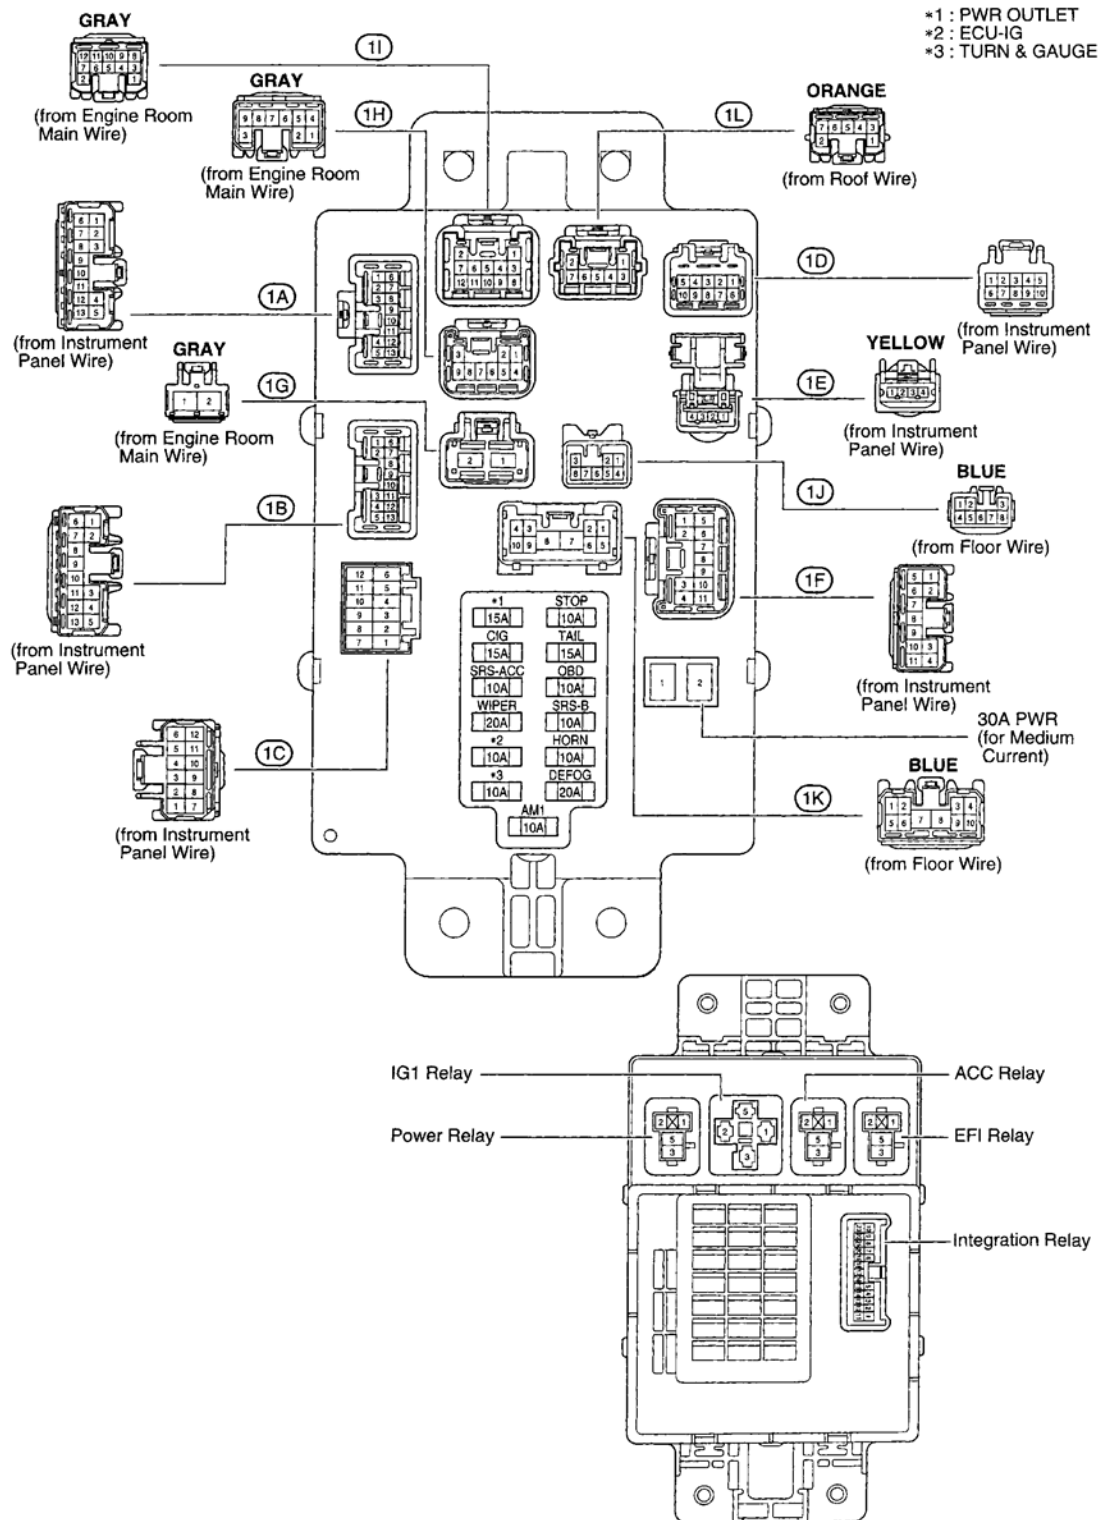 *1 : PWR OUTLET
*2 : ECU-IG
*3 : TURN & GAUGE
GRAY
1I
(from Engine Room
Main Wire)
GRAY
1H
(from Engine Room
Main Wire)
ORANGE
1L
(from Roof Wire)
1A
(from Instrument
Panel Wire)
1D
(from Instrument
Panel Wire)
GRAY
1G
(from Engine Room
Main Wire)
YELLOW
1E
(from Instrument
Panel Wire)
BLUE
1J
(from Floor Wire)
1B
(from Instrument
Panel Wire)
1F
(from Instrument
Panel Wire)
*1 STOP
15A 10A
CIG TAIL
15A 15A
SRS-ACC OBD
10A 10A
WIPER SRS-B
20A 10A
*2 HORN
10A 10A
*3 DEFOG
10A 20A
AM1
10A
1 2
30A PWR
(for Medium
Current)
1C
(from Instrument
Panel Wire)
BLUE
1K
(from Floor Wire)
IG1 Relay
ACC Relay
Power Relay
EFI Relay
Integration Relay